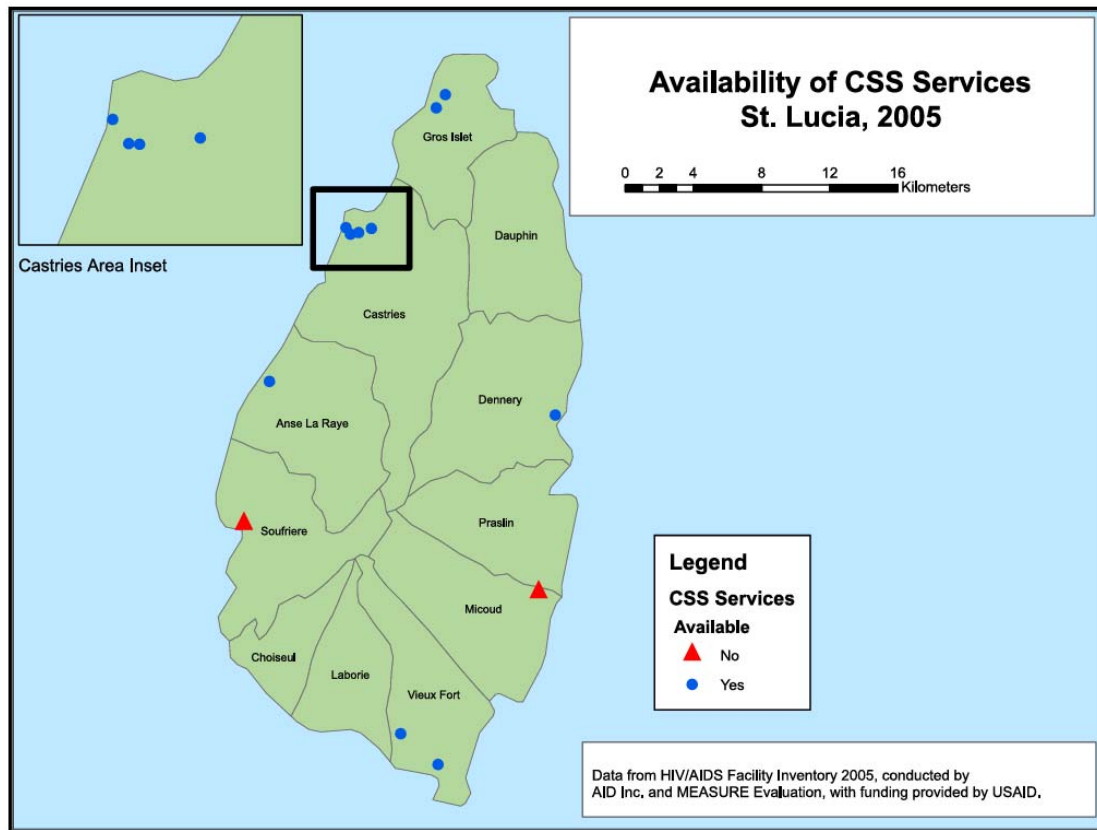 Availability of CSS Services
St. Lucia, 2005
0 2 4 8 12 16
Kilometers
Castries Area Inset
Gros Islet
Dauphin
Castries
Dennery
Anse La Raye
Praslin
Soufriere
Micoud
Choiseul
Laborie
Vieux Fort
Legend
CSS Services
Available
No
Yes
Data from HIV/AIDS Facility Inventory 2005, conducted by
AID Inc. and MEASURE Evaluation, with funding provided by USAID.